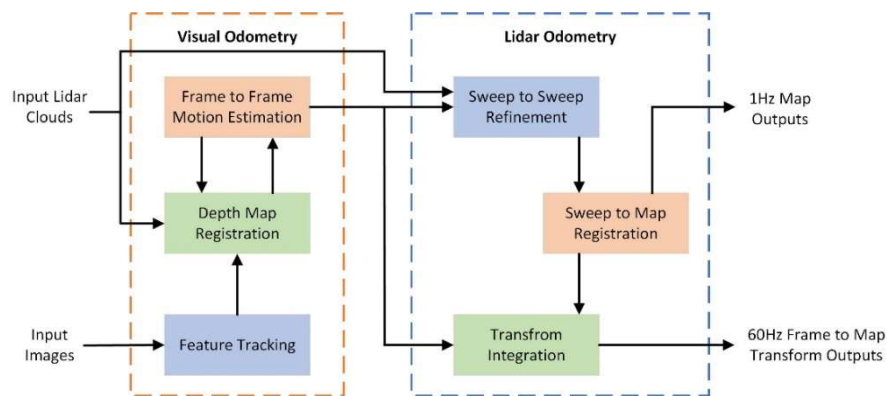 Visual Odometry
Lidar Odometry
Input Lidar
Clouds
Frame to Frame
Motion Estimation
Sweep to Sweep
Refinement
1Hz Map
Outputs
Depth Map
Registration
Sweep to Map
Registration
Input
Images
Feature Tracking
Transfrom
Integration
60Hz Frame to Map
Transform Outputs